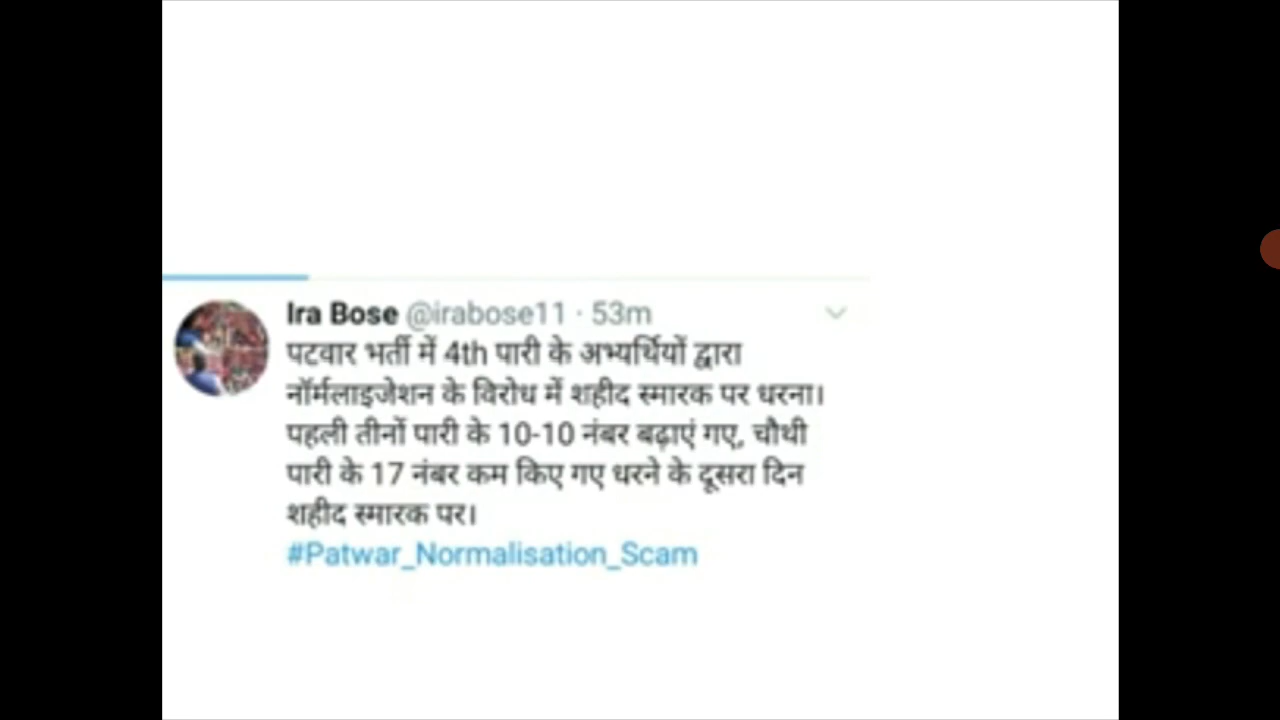 Ira Bose @irabose11 · 53m
पटवार भर्ती में 4th पारी के अभ्यर्थियों द्वारा
नॉर्मलाइजेशन के विरोध में शहीद स्मारक पर धरना।
पहली तीनों पारी के 10-10 नंबर बढ़ाएं गए, चौथी
पारी के 17 नंबर कम किए गए धरने के दूसरा दिन
शहीद स्मारक पर।
#Patwar_Normalisation_Scam